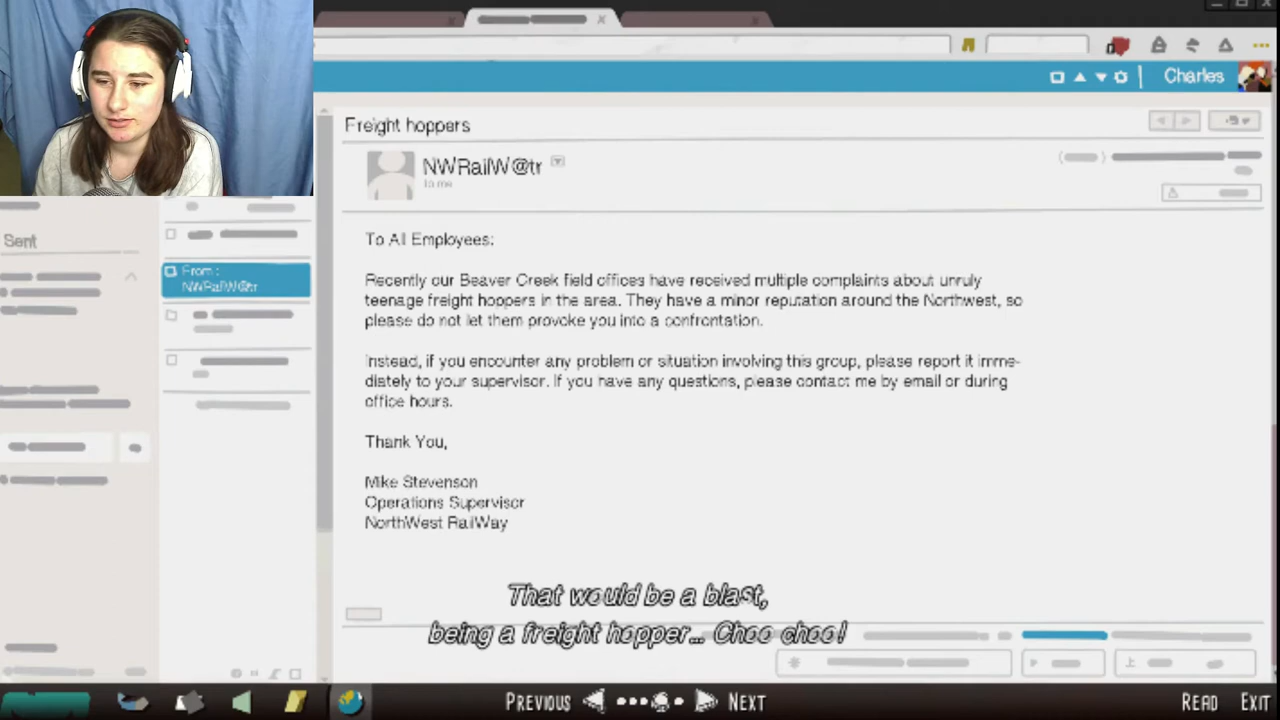 Charles
Freight hoppers
NWRailW@tr
to me
Sent
From :
NWRailW@tr
To All Employees:
Recently our Beaver Creek field offices have received multiple complaints about unruly
teenage freight hoppers in the area. They have a minor reputation around the Northwest, so
please do not let them provoke you into a confrontation.
Instead, if you encounter any problem or situation involving this group, please report it imme-
diately to your supervisor. If you have any questions, please contact me by email or during
office hours.
Thank You,
Mike Stevenson
Operations Supervisor
NorthWest RailWay
That would be a blast,
being a freight hopper... Choo choo!
PREVIOUS
NEXT
READ
EXIT